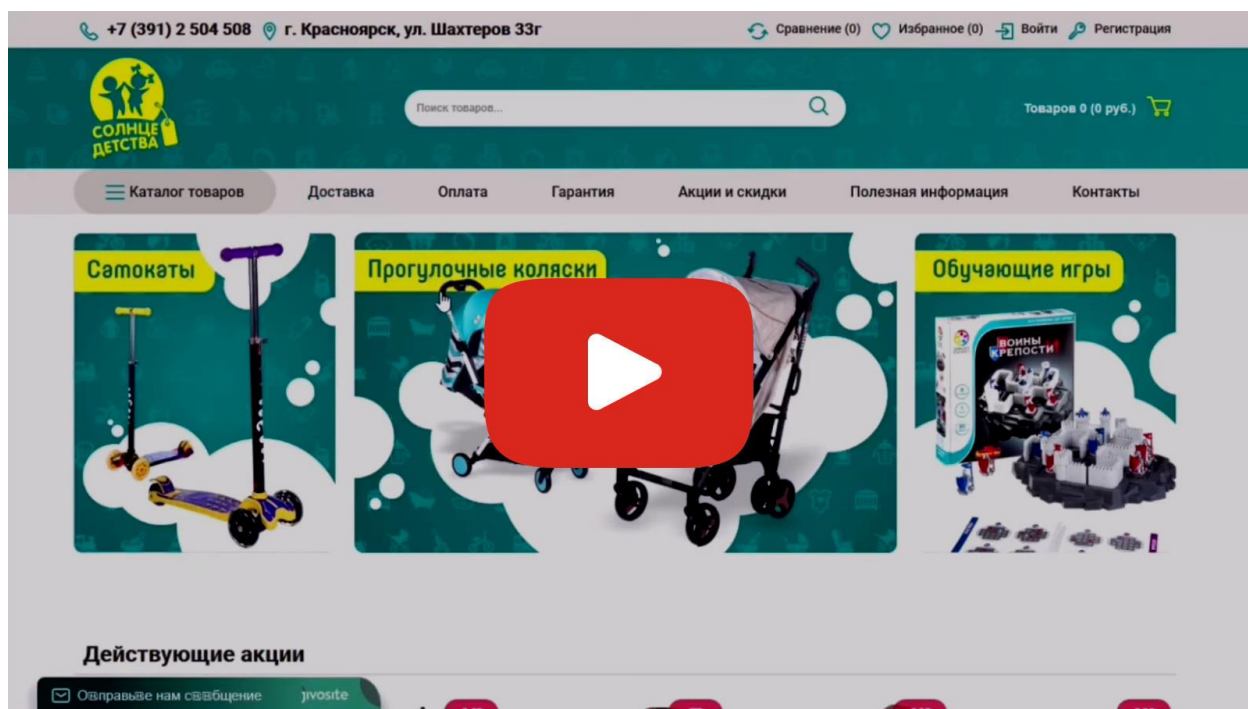 +7 (391) 2 504 508 г. Красноярск, ул. Шахтеров 33г Сравнение (0) Избранное (0) Войти Регистрация
СОЛНЦЕ
ДЕТСТВА
Поиск товаров...
Товаров 0 (0 руб.)
Каталог товаров Доставка Оплата Гарантия Акции и скидки Полезная информация Контакты
Самокаты
Прогулочные коляски
Обучающие игры
ВОИНЫ
КРЕПОСТИ
Действующие акции
нам jivosite